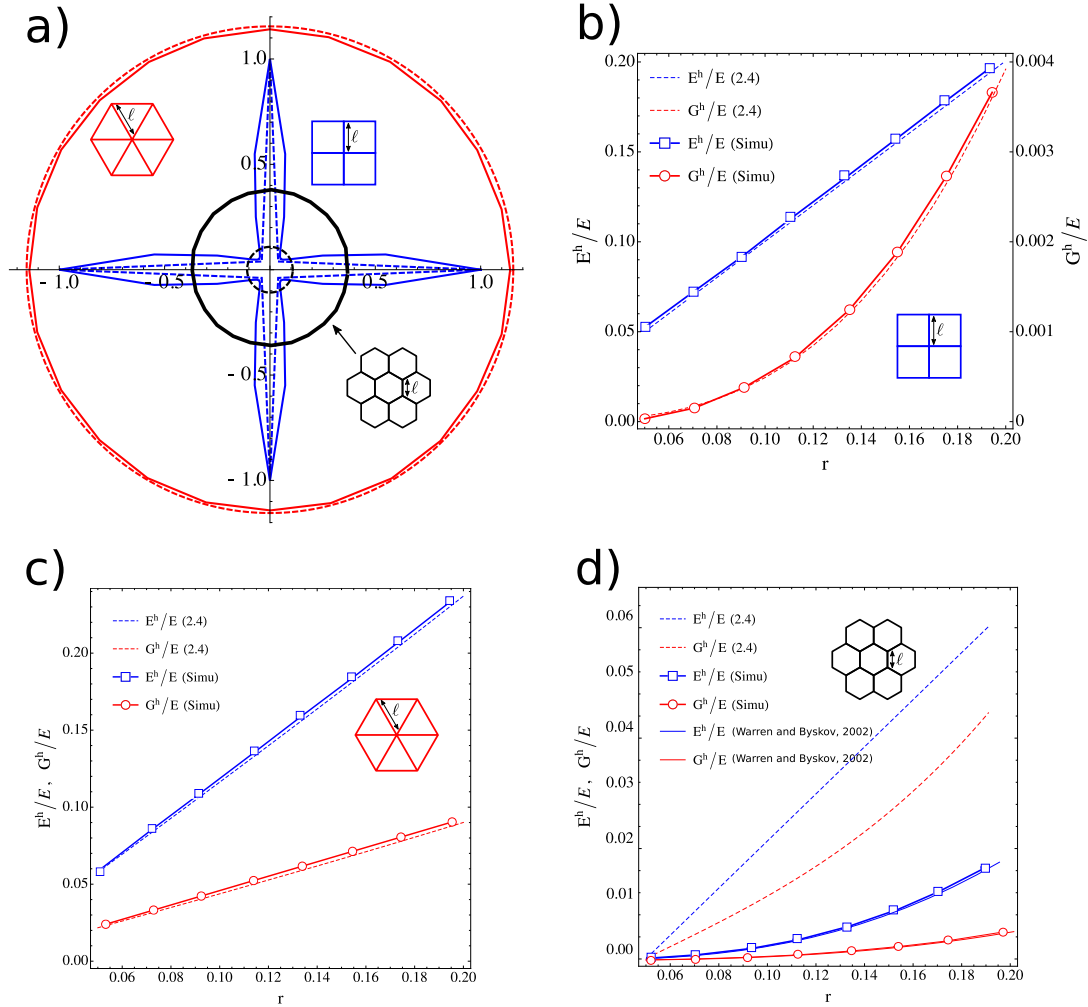 a)
1.0
0.5
- 1.0
- 0.5
0.5
1.0
- 0.5
- 1.0
ℓ
ℓ
ℓ
b)
E^h/E (2.4)
G^h/E (2.4)
E^h/E (Simu)
G^h/E (Simu)
0.20
0.15
0.10
0.05
0.00
E^h/E
0.004
0.003
0.002
0.001
0
G^h/E
ℓ
0.06 0.08 0.10 0.12 0.14 0.16 0.18 0.20
r
c)
E^h/E (2.4)
G^h/E (2.4)
E^h/E (Simu)
G^h/E (Simu)
0.20
0.15
0.10
0.05
0.00
E^h/E , G^h/E
ℓ
0.06 0.08 0.10 0.12 0.14 0.16 0.18 0.20
r
d)
E^h/E (2.4)
G^h/E (2.4)
E^h/E (Simu)
G^h/E (Simu)
E^h/E (Warren and Byskov, 2002)
G^h/E (Warren and Byskov, 2002)
0.06
0.05
0.04
0.03
0.02
0.01
0.00
E^h/E , G^h/E
ℓ
0.06 0.08 0.10 0.12 0.14 0.16 0.18 0.20
r